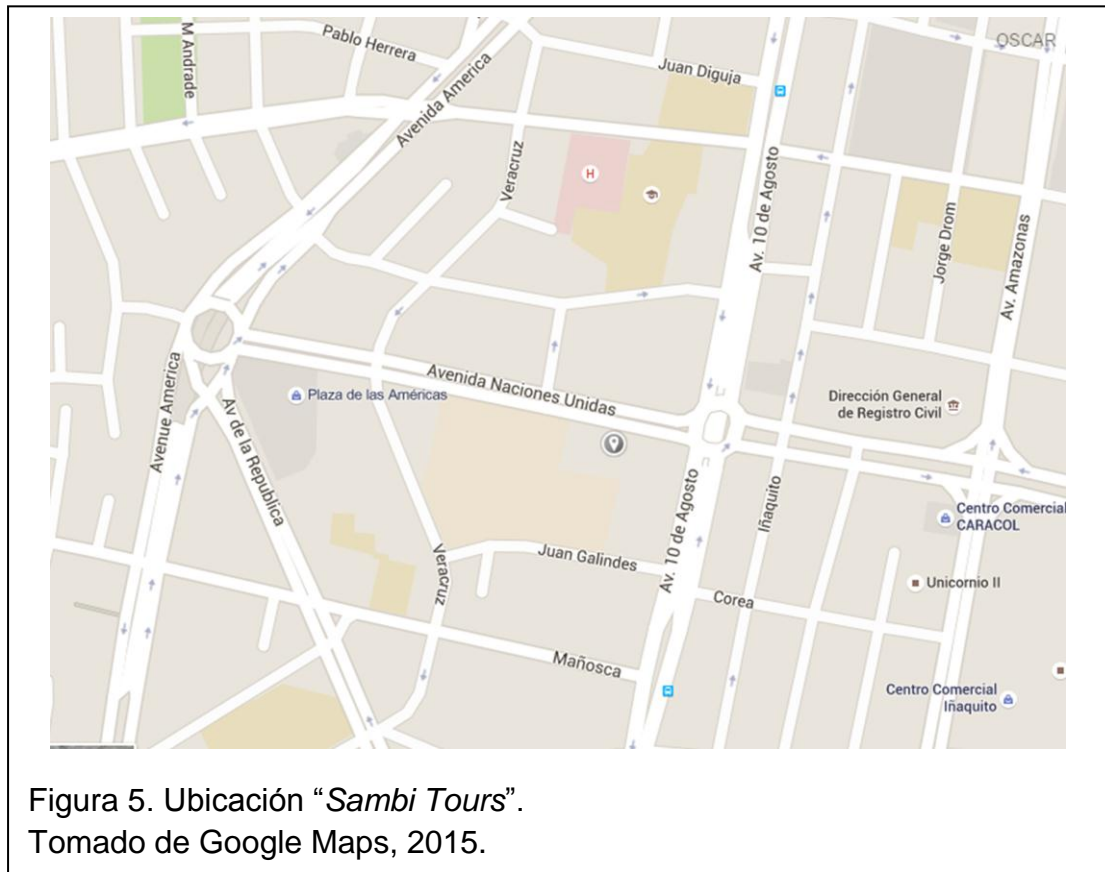 Pablo Herrera
M Andrade
Avenida America
OSCAR
Juan Diguja
Veracruz
H
Av. 10 de Agosto
Jorge Drom
Av. Amazonas
Avenue America
Plaza de las Américas
Avenida Naciones Unidas
Dirección General
de Registro Civil
Av de la Republica
Av. 10 de Agosto
Iñaquito
Centro Comercial
CARACOL
Veracruz
Juan Galindes
Unicornio II
Corea
Mañosca
Centro Comercial
Iñaquito
Figura 5. Ubicación “Sambi Tours”.
Tomado de Google Maps, 2015.